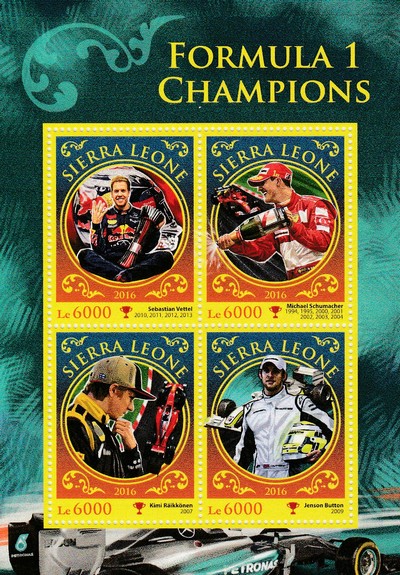 FORMULA 1
CHAMPIONS
SIERRA LEONE
2016
Le 6000
Sebastian Vettel
2010, 2011, 2012, 2013
SIERRA LEONE
2016
Le 6000
Michael Schumacher
1994, 1995, 2000, 2001
2002, 2003, 2004
SIERRA LEONE
2016
Le 6000
Kimi Räikkönen
2007
SIERRA LEONE
2016
Le 6000
Jenson Button
2009
PETRONAS